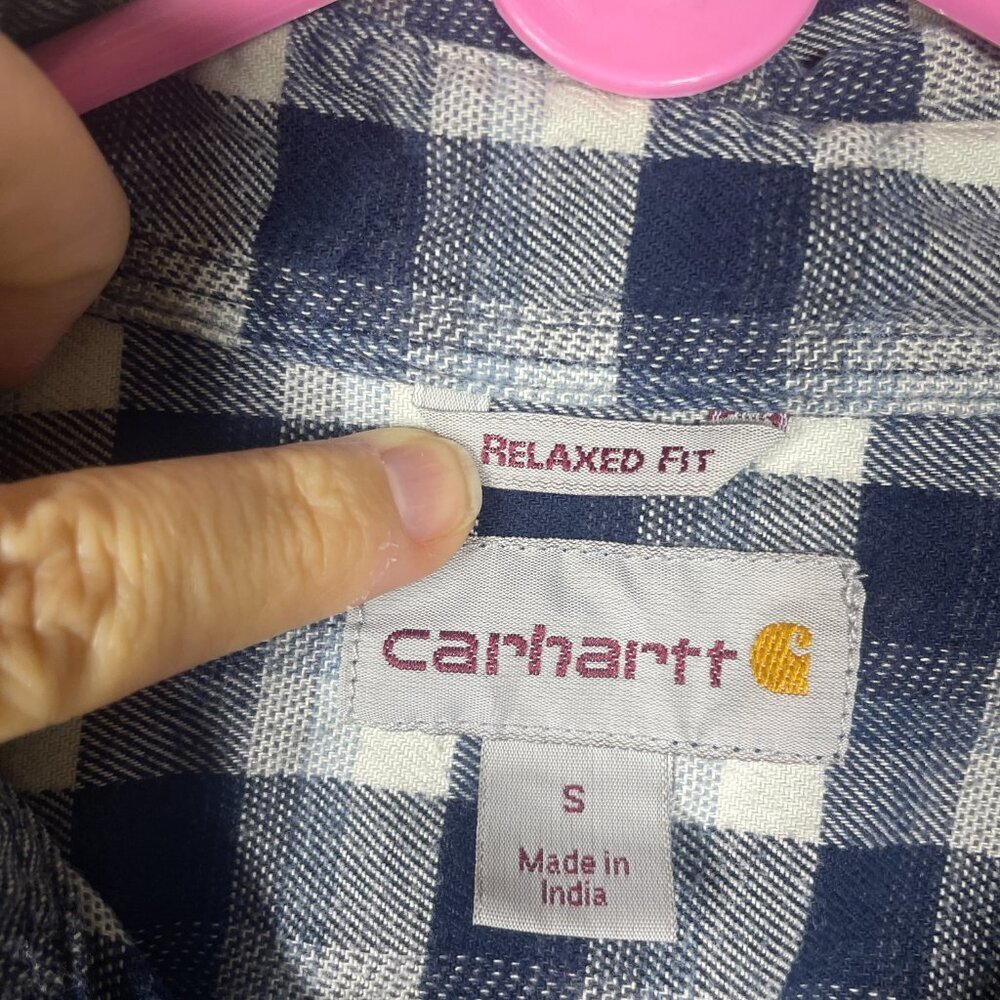 RELAXED FIT
carhartt
S
Made in
India